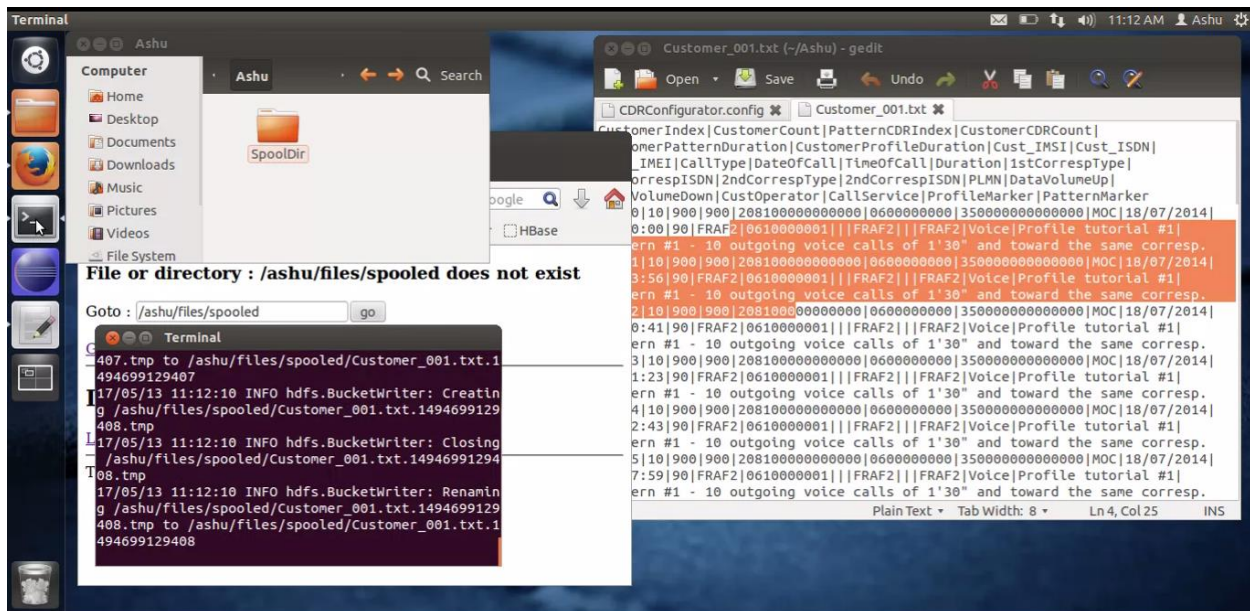 Terminal
11:12 AM Ashu
Ashu
Computer
Home
Desktop
Documents
Downloads
Music
Pictures
Videos
File System
Ashu
Search
SpoolDir
oogle
HBase
File or directory : /ashu/files/spooled does not exist
Goto : /ashu/files/spooled go
Terminal
407.tmp to /ashu/files/spooled/Customer_001.txt.1
494699129407
17/05/13 11:12:10 INFO hdfs.BucketWriter: Creatin
g /ashu/files/spooled/Customer_001.txt.1494699129
408.tmp
17/05/13 11:12:10 INFO hdfs.BucketWriter: Closing
/ashu/files/spooled/Customer_001.txt.14946991294
08.tmp
17/05/13 11:12:10 INFO hdfs.BucketWriter: Renamin
g /ashu/files/spooled/Customer_001.txt.1494699129
408.tmp to /ashu/files/spooled/Customer_001.txt.1
494699129408
Customer_001.txt (~/Ashu) - gedit
Open Save Undo
CDRConfigurator.config Customer_001.txt
CustomerIndex|CustomerCount|PatternCDRIndex|CustomerCDRCount|
omerPatternDuration|CustomerProfileDuration|Cust_IMSI|Cust_ISDN|
_IMEI|CallType|DateOfCall|TimeOfCall|Duration|1stCorrespType|
orrespISDN|2ndCorrespType|2ndCorrespISDN|PLMN|DataVolumeUp|
VolumeDown|CustOperator|CallService|ProfileMarker|PatternMarker
0|10|900|900|208100000000000|0600000000|350000000000000|MOC|18/07/2014|
0:00|90|FRAF2|0610000001|||FRAF2|||FRAF2|Voice|Profile tutorial #1|
ern #1 - 10 outgoing voice calls of 1'30" and toward the same corresp.
1|10|900|900|208100000000000|0600000000|350000000000000|MOC|18/07/2014|
3:56|90|FRAF2|0610000001|||FRAF2|||FRAF2|Voice|Profile tutorial #1|
ern #1 - 10 outgoing voice calls of 1'30" and toward the same corresp.
2|10|900|900|208100000000000|0600000000|350000000000000|MOC|18/07/2014|
0:41|90|FRAF2|0610000001|||FRAF2|||FRAF2|Voice|Profile tutorial #1|
ern #1 - 10 outgoing voice calls of 1'30" and toward the same corresp.
3|10|900|900|208100000000000|0600000000|350000000000000|MOC|18/07/2014|
1:23|90|FRAF2|0610000001|||FRAF2|||FRAF2|Voice|Profile tutorial #1|
ern #1 - 10 outgoing voice calls of 1'30" and toward the same corresp.
4|10|900|900|208100000000000|0600000000|350000000000000|MOC|18/07/2014|
2:43|90|FRAF2|0610000001|||FRAF2|||FRAF2|Voice|Profile tutorial #1|
ern #1 - 10 outgoing voice calls of 1'30" and toward the same corresp.
5|10|900|900|208100000000000|0600000000|350000000000000|MOC|18/07/2014|
7:59|90|FRAF2|0610000001|||FRAF2|||FRAF2|Voice|Profile tutorial #1|
ern #1 - 10 outgoing voice calls of 1'30" and toward the same corresp.
Plain Text Tab Width: 8 Ln 4, Col 25 INS